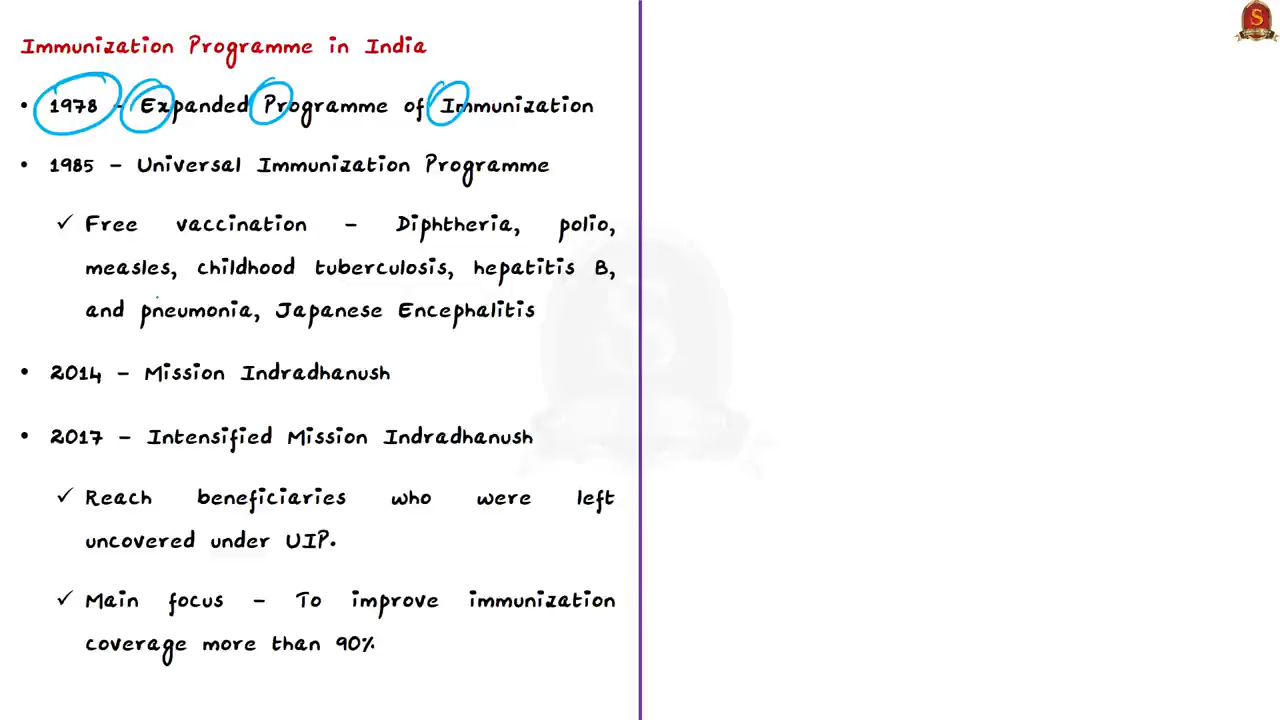 Immunization Programme in India
• 1978 - Expanded Programme of Immunization
• 1985 – Universal Immunization Programme
✓ Free vaccination – Diphtheria, polio,
measles, childhood tuberculosis, hepatitis B,
and pneumonia, Japanese Encephalitis
• 2014 – Mission Indradhanush
• 2017 – Intensified Mission Indradhanush
✓ Reach beneficiaries who were left
uncovered under UIP.
✓ Main focus – To improve immunization
coverage more than 90%
S